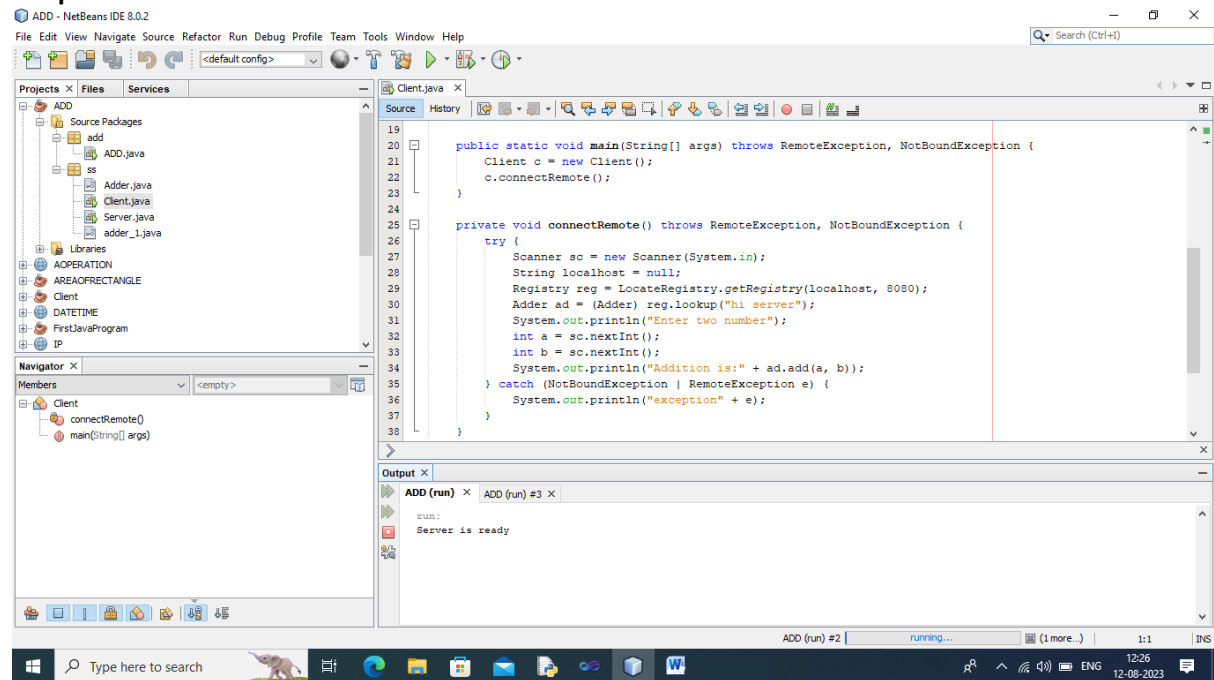 ADD - NetBeans IDE 8.0.2
File Edit View Navigate Source Refactor Run Debug Profile Team Tools Window Help
Search (Ctrl+I)
<default config>
Projects Files Services
Client.java
ADD
Source Packages
add
ADD.java
ss
Adder.java
Client.java
Server.java
adder_1.java
Libraries
AOPERATION
AREAOFRECTANGLE
Client
DATETIME
FirstJavaProgram
IP
Source History
19
20 public static void main(String[] args) throws RemoteException, NotBoundException {
21 Client c = new Client();
22 c.connectRemote();
23 }
24
25 private void connectRemote() throws RemoteException, NotBoundException {
26 try {
27 Scanner sc = new Scanner(System.in);
28 String localhost = null;
29 Registry reg = LocateRegistry.getRegistry(localhost, 8080);
30 Adder ad = (Adder) reg.lookup("hi server");
31 System.out.println("Enter two number");
32 int a = sc.nextInt();
33 int b = sc.nextInt();
34 System.out.println("Addition is:" + ad.add(a, b));
35 } catch (NotBoundException | RemoteException e) {
36 System.out.println("exception" + e);
37 }
38 }
Navigator
Members <empty>
Client
connectRemote()
main(String[] args)
Output
ADD (run) ADD (run) #3
run:
Server is ready
ADD (run) #2 running... (1 more...) 1:1 INS
Type here to search
ENG
12:26
12-08-2023